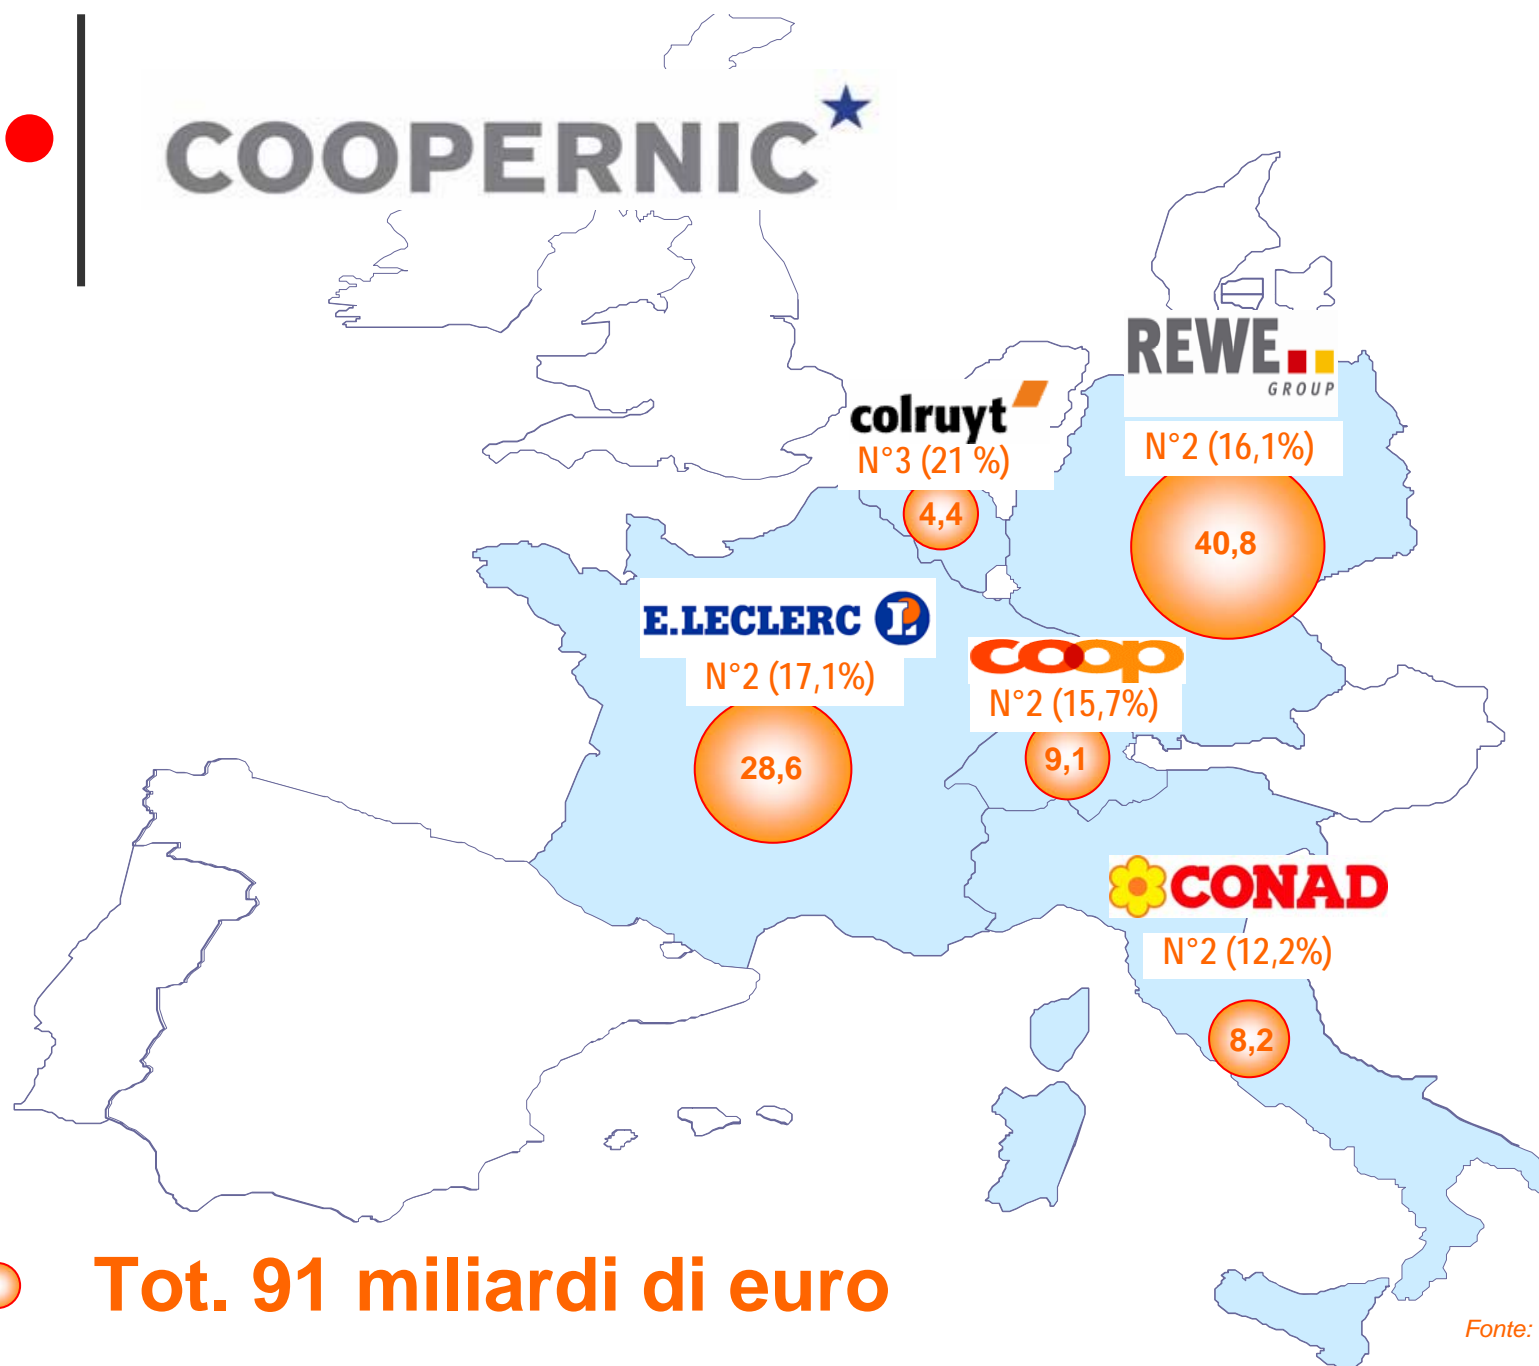 COOPERNIC
REWE
GROUP
N°2 (16,1%)
40,8
colruyt
N°3 (21 %)
4,4
E.LECLERC L
N°2 (17,1%)
28,6
coop
N°2 (15,7%)
9,1
CONAD
N°2 (12,2%)
8,2
Tot. 91 miliardi di euro
Fonte: